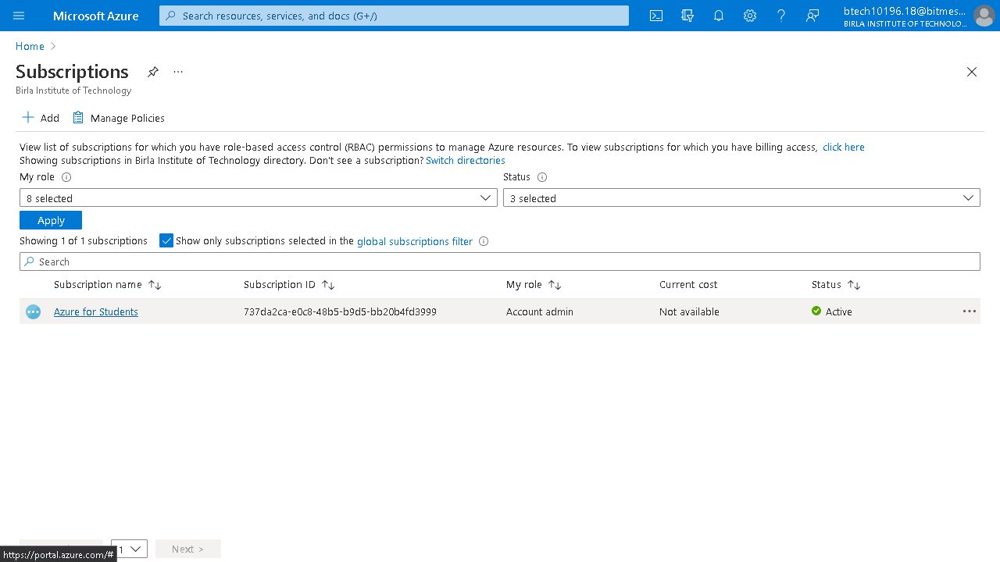 Microsoft Azure
Search resources, services, and docs (G+/)
btech10196.18@bitmes...
BIRLA INSTITUTE OF TECHNOLO...
Home
Subscriptions
Birla Institute of Technology
Add
Manage Policies
View list of subscriptions for which you have role-based access control (RBAC) permissions to manage Azure resources. To view subscriptions for which you have billing access, click here
Showing subscriptions in Birla Institute of Technology directory. Don't see a subscription? Switch directories
My role
Status
8 selected
3 selected
Apply
Showing 1 of 1 subscriptions
Show only subscriptions selected in the global subscriptions filter
Search
Subscription name
Subscription ID
My role
Current cost
Status
Azure for Students
737da2ca-e0c8-48b5-b9d5-bb20b4fd3999
Account admin
Not available
Active
1
Next >
https://portal.azure.com/#